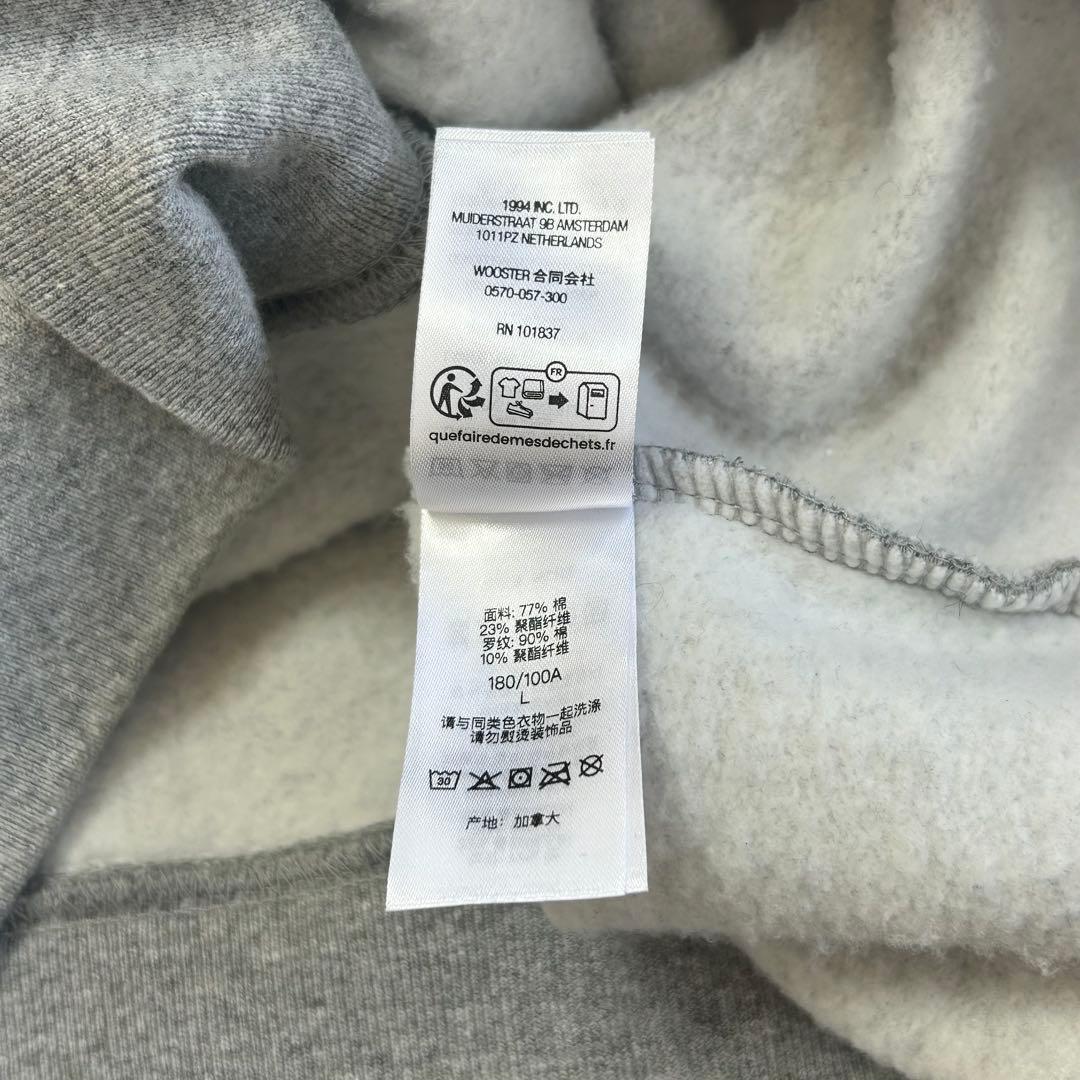 1994 INC. LTD.
MUIDERSTRAAT 9B AMSTERDAM
1011PZ NETHERLANDS
WOOSTER 合同会社
0570-057-300
RN 101837
FR
quefairedemesdechets.fr
面料: 77% 棉
23% 聚酯纤维
罗纹: 90% 棉
10% 聚酯纤维
180/100A
L
请与同类色衣物一起洗涤
请勿熨烫装饰品
30
产地: 加拿大